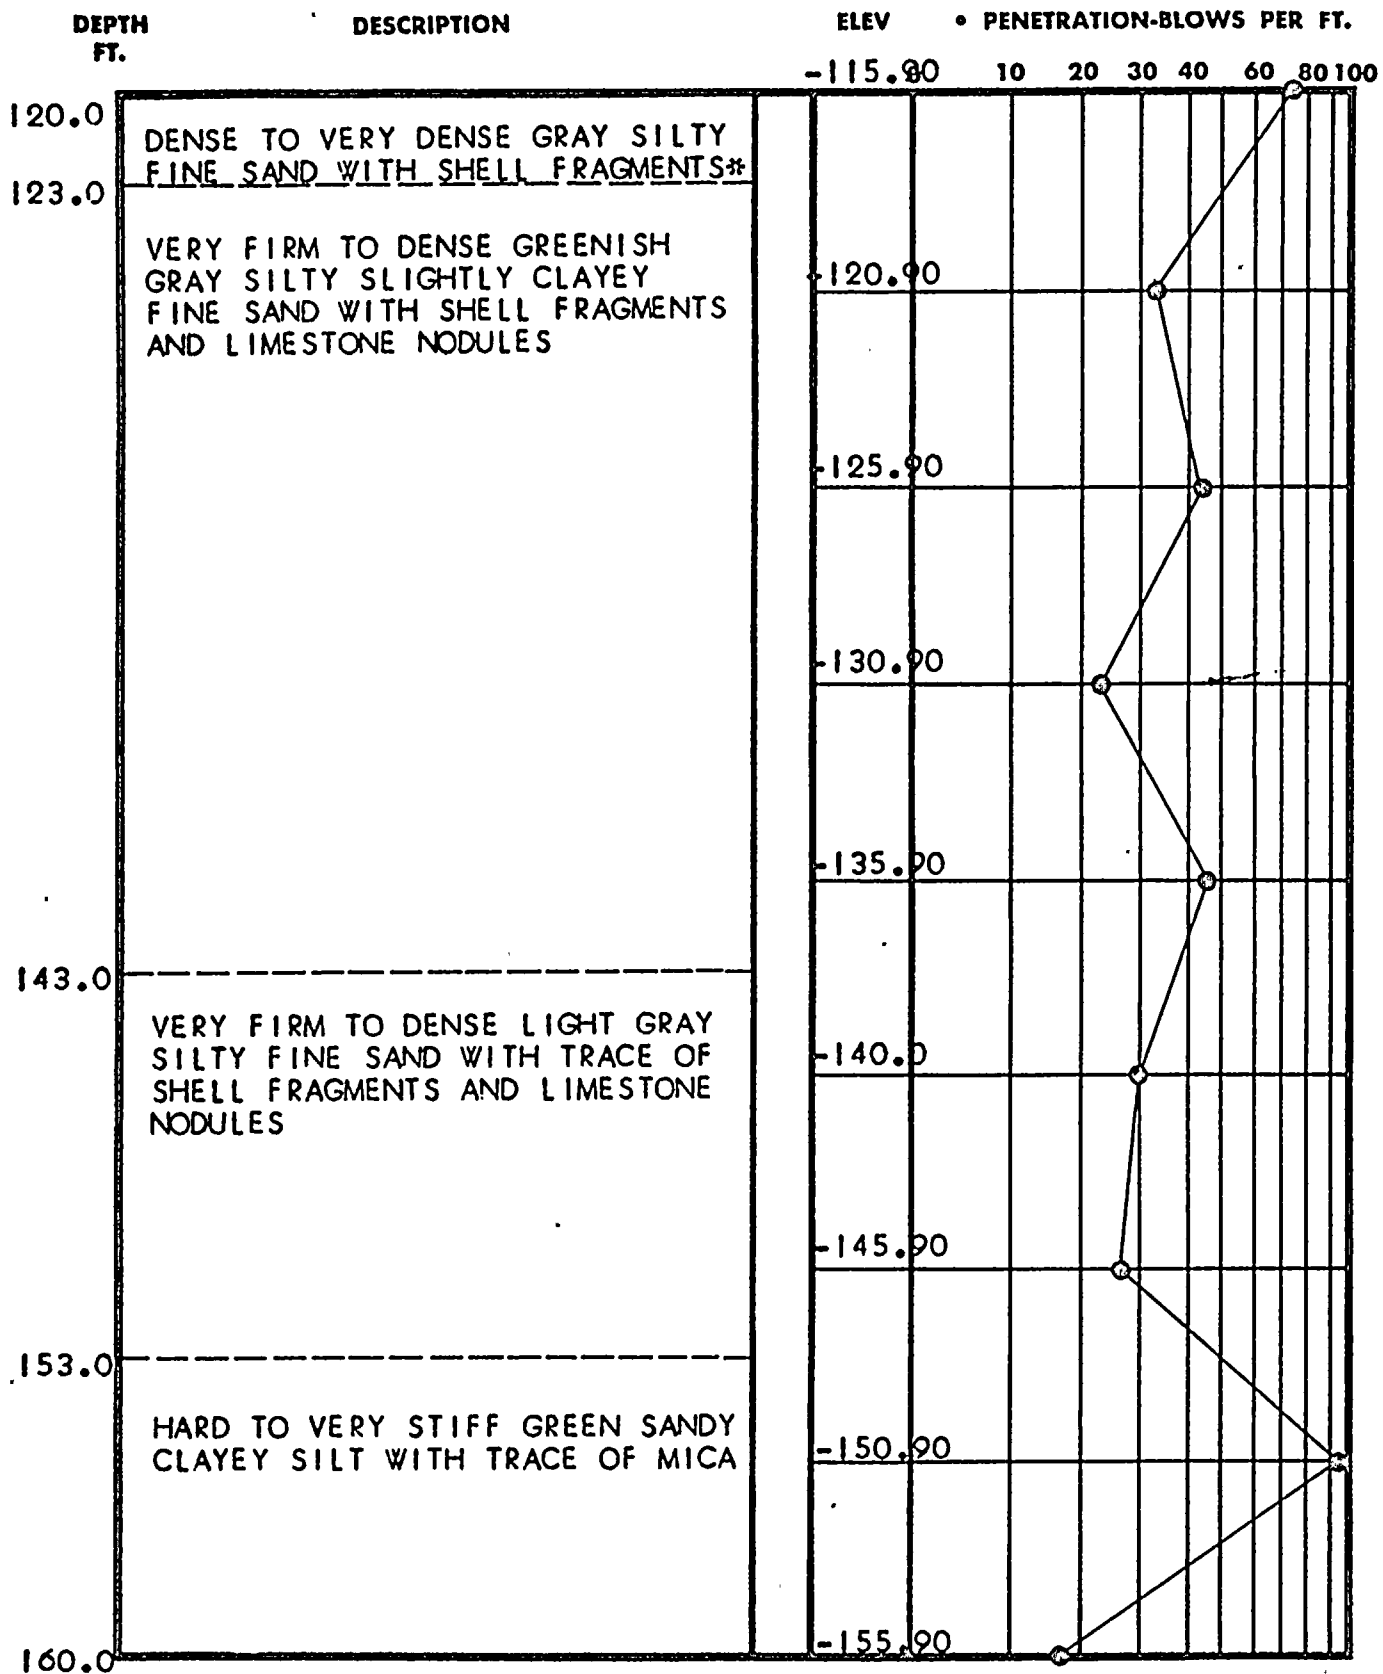 DEPTH FT.
DESCRIPTION
ELEV
• PENETRATION-BLOWS PER FT.
-115.90
0 10 20 30 40 60 80 100
120.0
DENSE TO VERY DENSE GRAY SILTY
FINE SAND WITH SHELL FRAGMENTS*
123.0
VERY FIRM TO DENSE GREENISH
GRAY SILTY SLIGHTLY CLAYEY
FINE SAND WITH SHELL FRAGMENTS
AND LIMESTONE NODULES
-120.90
-125.90
-130.90
-135.90
143.0
VERY FIRM TO DENSE LIGHT GRAY
SILTY FINE SAND WITH TRACE OF
SHELL FRAGMENTS AND LIMESTONE
NODULES
-140.0
-145.90
153.0
HARD TO VERY STIFF GREEN SANDY
CLAYEY SILT WITH TRACE OF MICA
-150.90
-155.90
160.0